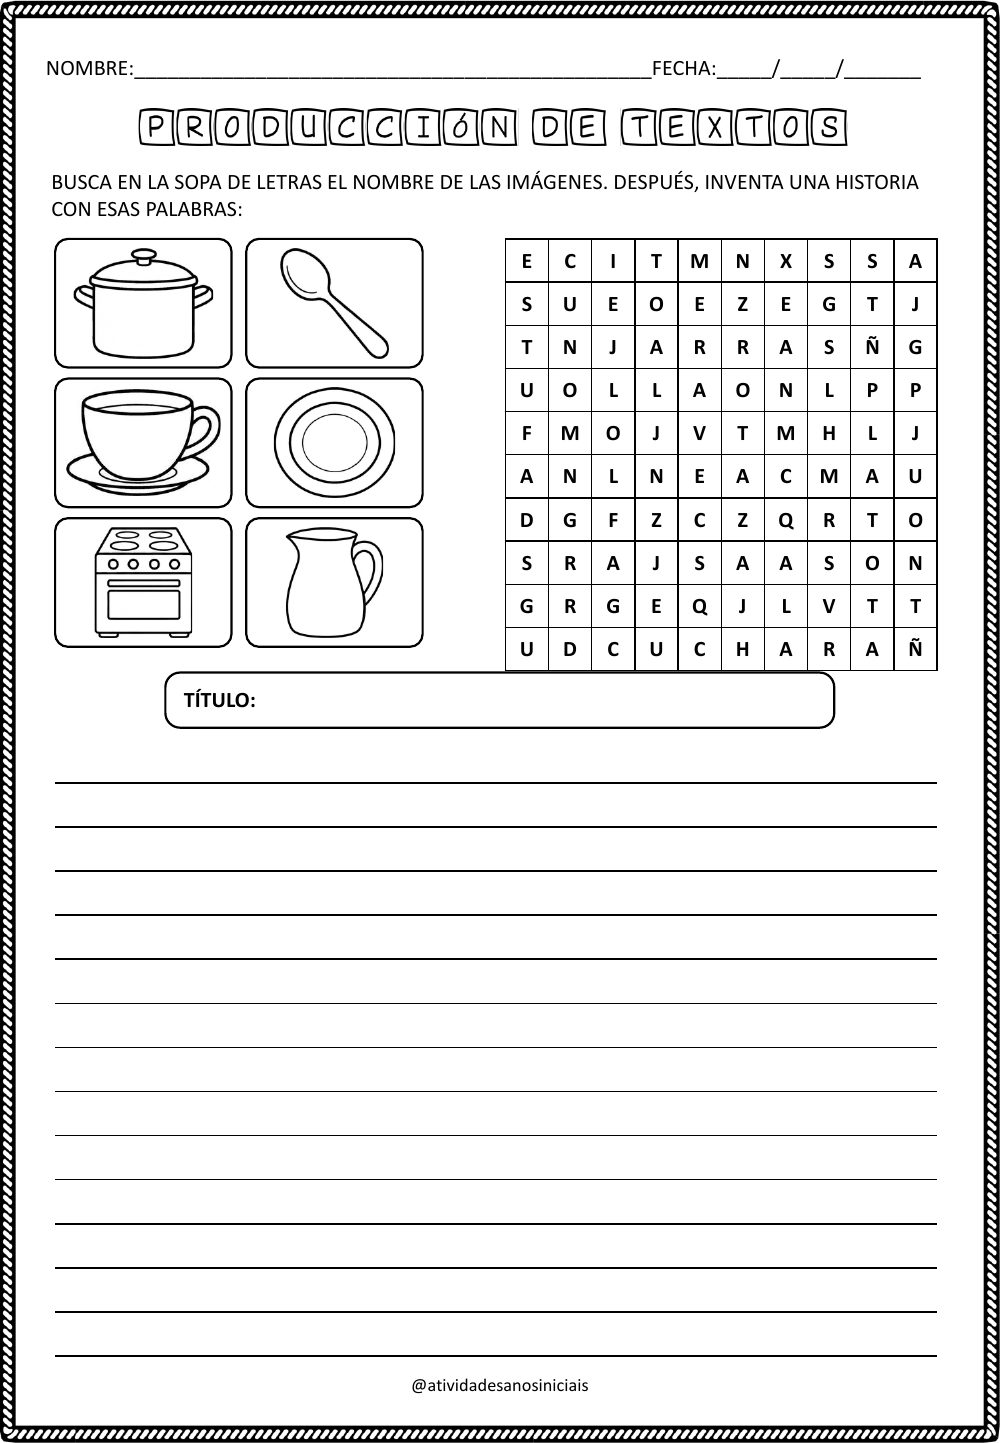 NOMBRE:_______________________________________________FECHA:_____/_____/_______
PRODUCCIÓN DE TEXTOS
BUSCA EN LA SOPA DE LETRAS EL NOMBRE DE LAS IMÁGENES. DESPUÉS, INVENTA UNA HISTORIA
CON ESAS PALABRAS:
E C I T M N X S S A
S U E O E Z E G T J
T N J A R R A S Ñ G
U O L L A O N L P P
F M O J V T M H L J
A N L N E A C M A U
D G F Z C Z Q R T O
S R A J S A A S O N
G R G E Q J L V T T
U D C U C H A R A Ñ
TÍTULO:
@atividadesanosiniciais